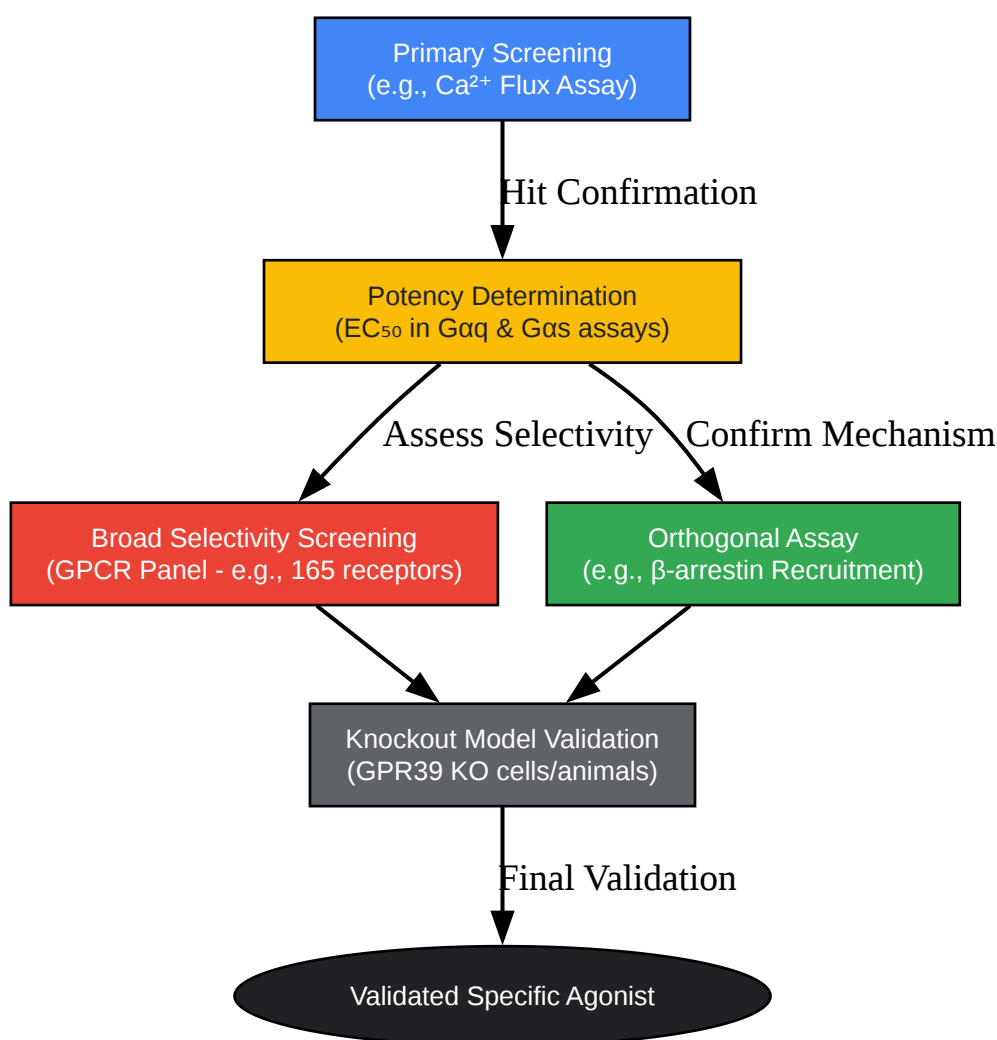 Primary Screening
(e.g., Ca²⁺ Flux Assay)
Hit Confirmation
Potency Determination
(EC₅₀ in Gαq & Gαs assays)
Assess Selectivity
Confirm Mechanism
Broad Selectivity Screening
(GPCR Panel - e.g., 165 receptors)
Orthogonal Assay
(e.g., β-arrestin Recruitment)
Knockout Model Validation
(GPR39 KO cells/animals)
Final Validation
Validated Specific Agonist